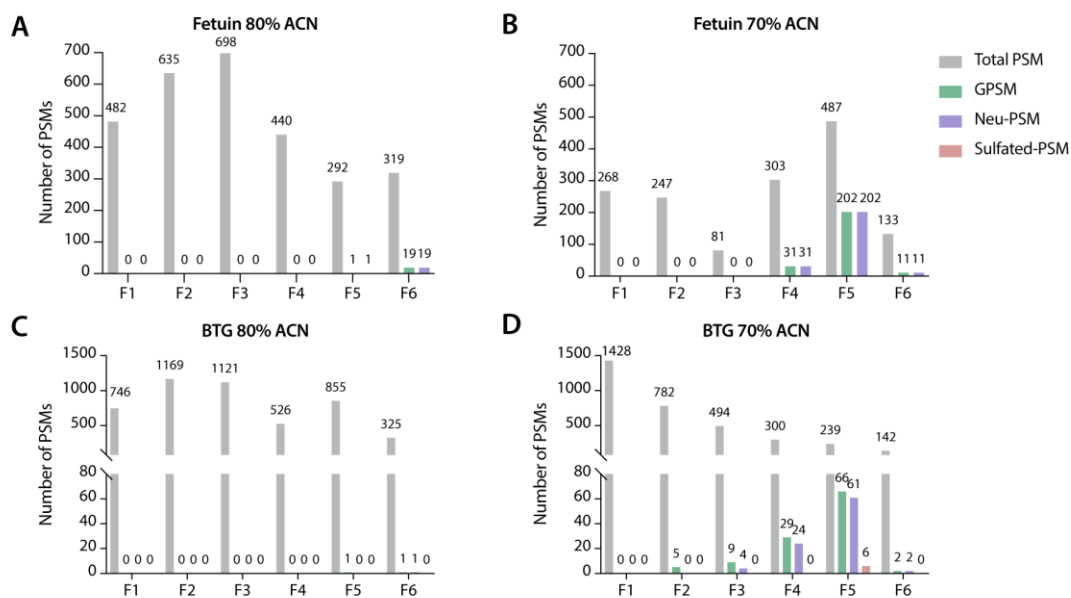 A
Fetuin 80% ACN
Number of PSMs
700
600
500
400
300
200
100
0
482
635
698
440
292
319
0 0
0 0
0 0
0 0
1 1
19 19
F1 F2 F3 F4 F5 F6
B
Fetuin 70% ACN
Number of PSMs
700
600
500
400
300
200
100
0
268
247
81
303
487
133
0 0
0 0
0 0
31 31
202 202
11 11
F1 F2 F3 F4 F5 F6
Total PSM
GPSM
Neu-PSM
Sulfated-PSM
C
BTG 80% ACN
Number of PSMs
1500
1000
500
80
60
40
20
0
746
1169
1121
526
855
325
0 0 0
0 0 0
0 0 0
0 0 0
1 0 0
1 1 0
F1 F2 F3 F4 F5 F6
D
BTG 70% ACN
Number of PSMs
1500
1000
500
80
60
40
20
0
1428
782
494
300
239
142
0 0 0
5 0 0
9 4 0
29 24 0
66 61 6
2 2 0
F1 F2 F3 F4 F5 F6